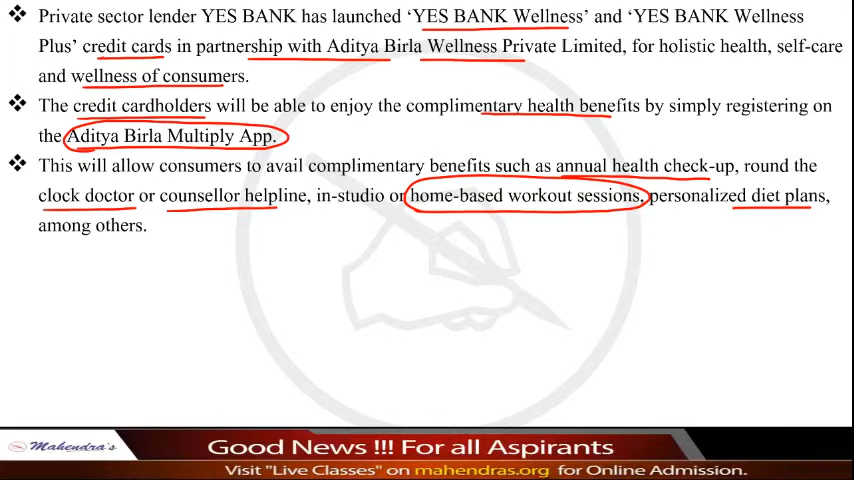 ❖ Private sector lender YES BANK has launched ‘YES BANK Wellness’ and ‘YES BANK Wellness
Plus’ credit cards in partnership with Aditya Birla Wellness Private Limited, for holistic health, self-care
and wellness of consumers.
❖ The credit cardholders will be able to enjoy the complimentary health benefits by simply registering on
the Aditya Birla Multiply App.
❖ This will allow consumers to avail complimentary benefits such as annual health check-up, round the
clock doctor or counsellor helpline, in-studio or home-based workout sessions, personalized diet plans,
among others.
Mahendra's
Good News !!! For all Aspirants
Visit "Live Classes" on mahendras.org for Online Admission.